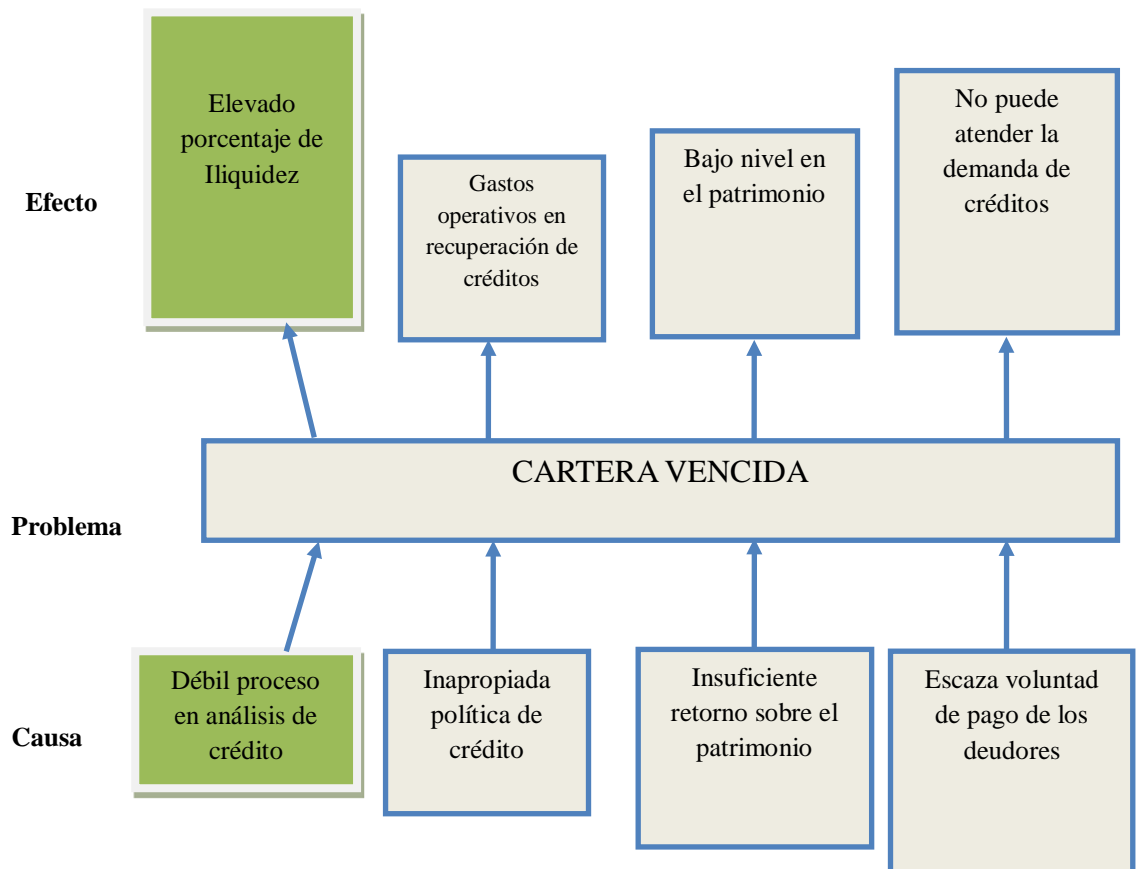 Efecto
Elevado
porcentaje de
Iliquidez
Gastos
operativos en
recuperación de
créditos
Bajo nivel en
el patrimonio
No puede
atender la
demanda de
créditos
Problema
CARTERA VENCIDA
Causa
Débil proceso
en análisis de
crédito
Inapropiada
política de
crédito
Insuficiente
retorno sobre el
patrimonio
Escaza voluntad
de pago de los
deudores